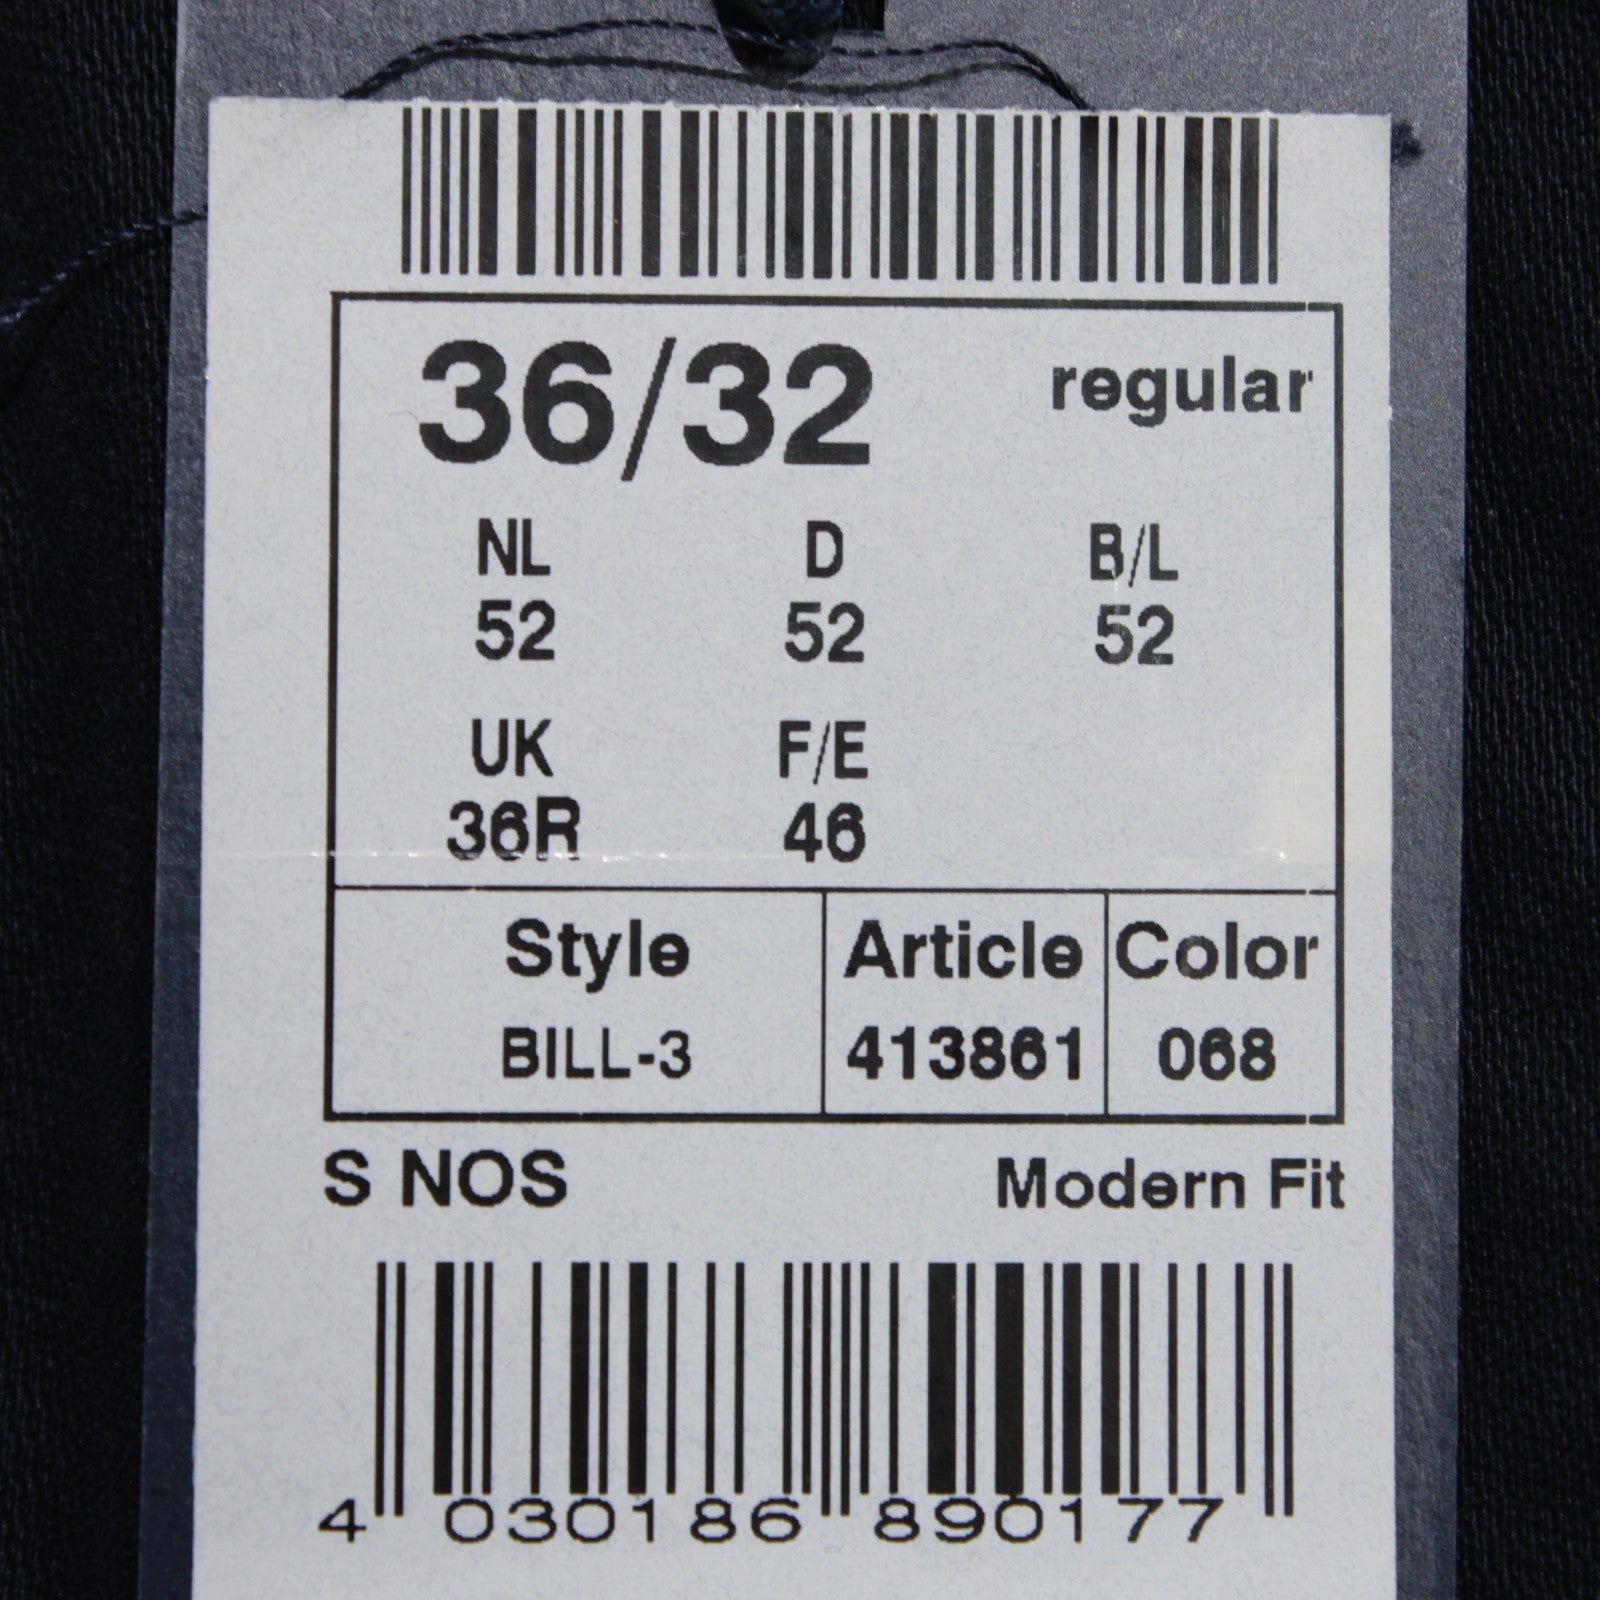 36/32 regular
NL D B/L
52 52 52
UK F/E
36R 46
Style Article Color
BILL-3 413861 068
S NOS Modern Fit
4 030186 890177